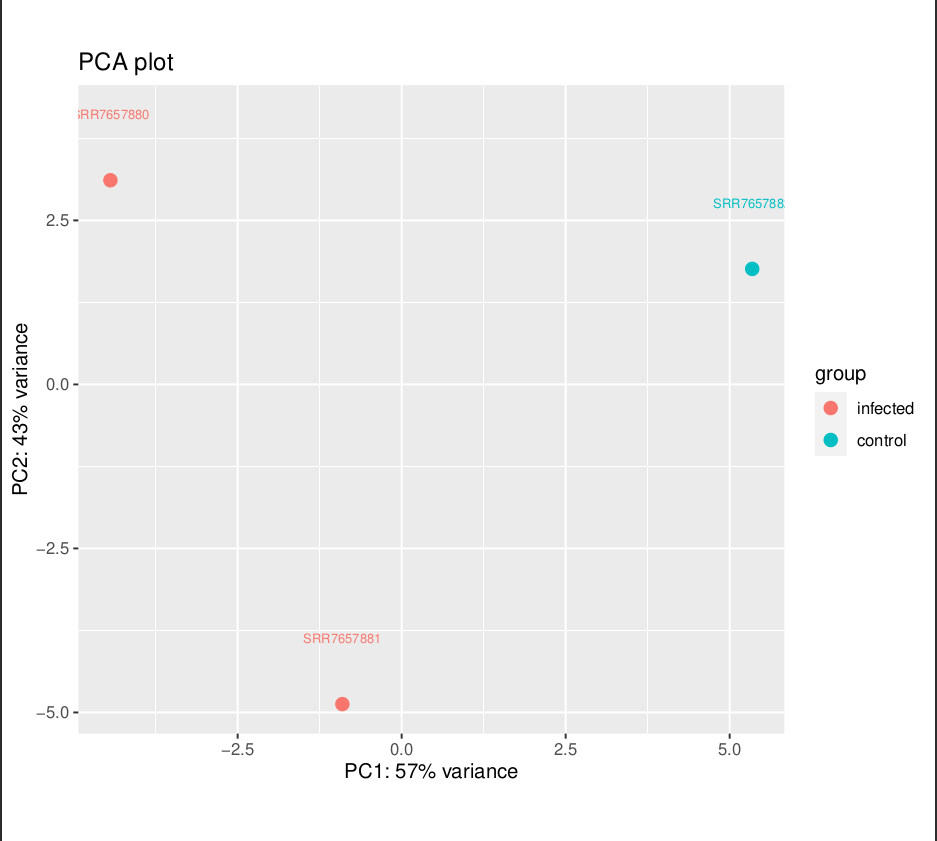 PCA plot
SRR7657880
2.5
0.0
−2.5
−5.0
PC2: 43% variance
SRR7657881
−2.5
0.0
2.5
5.0
PC1: 57% variance
group
infected
control